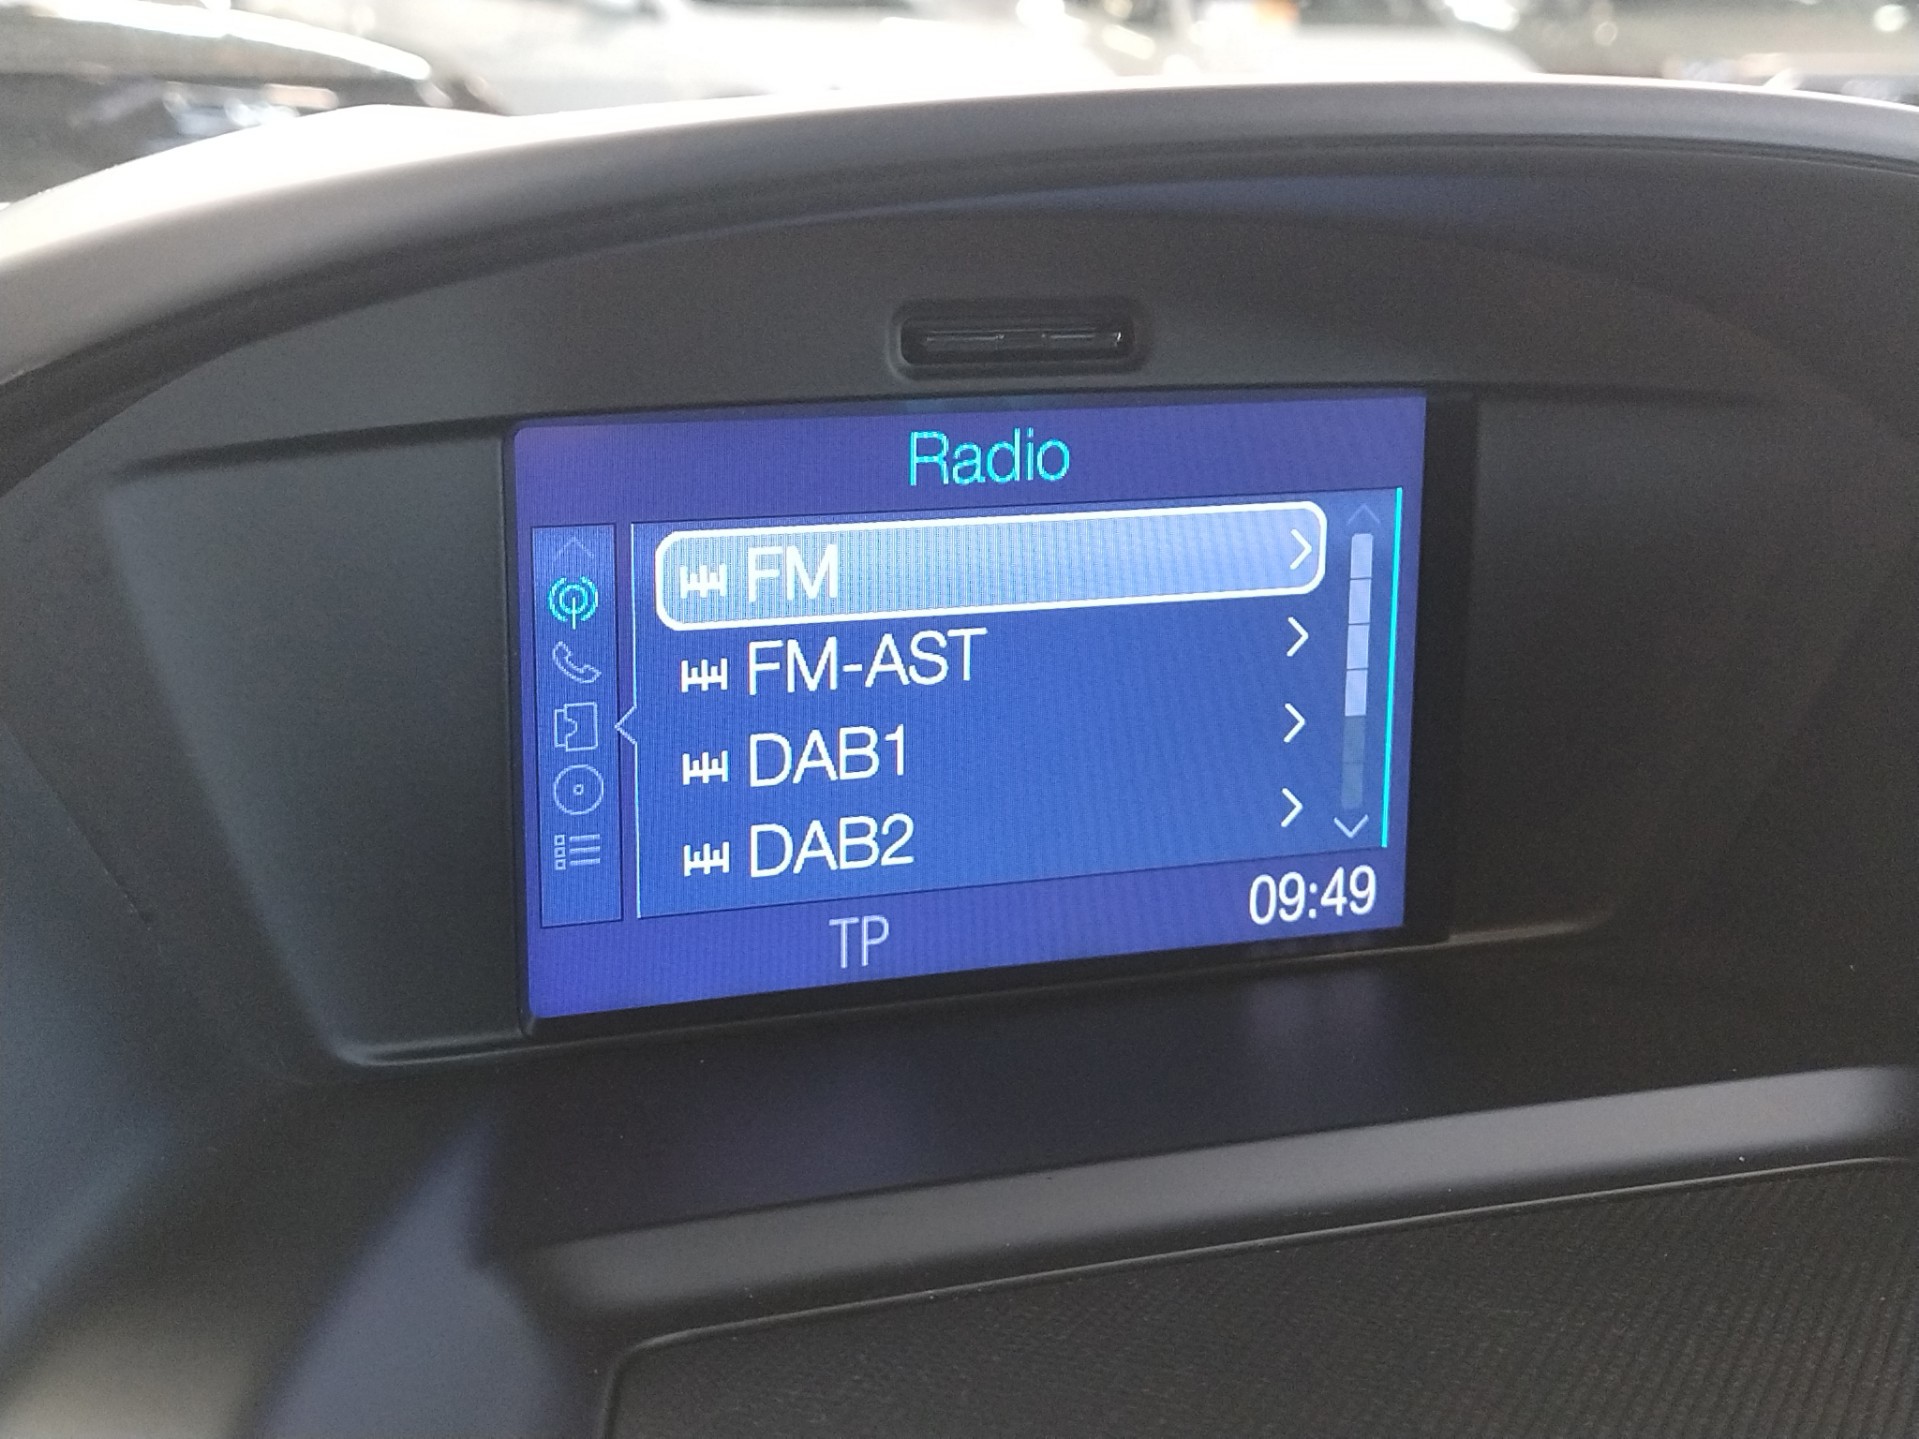 Radio
FM
FM-AST
DAB1
DAB2
TP
09:49